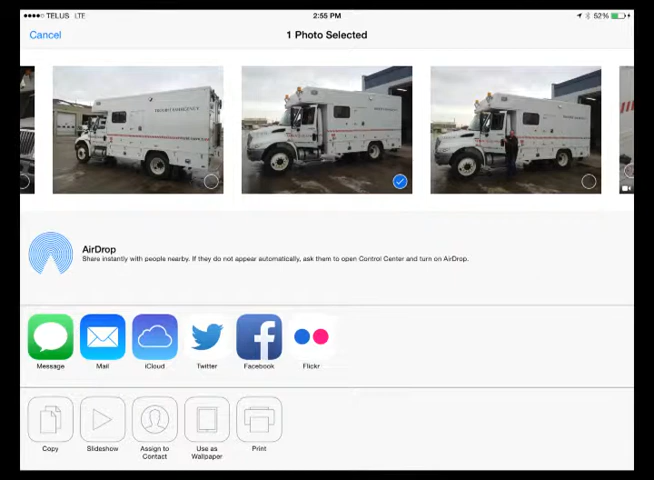 TELUS LTE
2:55 PM
52%
Cancel
1 Photo Selected
AirDrop
Share instantly with people nearby. If they do not appear automatically, ask them to open Control Center and turn on AirDrop.
Message
Mail
iCloud
Twitter
Facebook
Flickr
Copy
Slideshow
Assign to
Contact
Use as
Wallpaper
Print